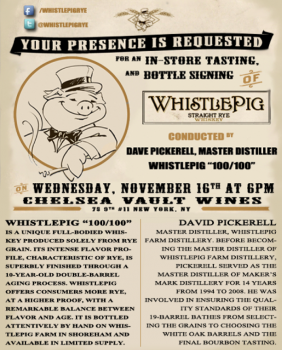 /WHISTLEPIGRYE
@WHISTLEPIGRYE
YOUR PRESENCE IS REQUESTED
FOR AN IN-STORE TASTING,
AND BOTTLE SIGNING OF
WHISTLEPIG
STRAIGHT RYE
WHISKEY
CONDUCTED BY
DAVE PICKERELL, MASTER DISTILLER
WHISTLEPIG "100/100"
ON WEDNESDAY, NOVEMBER 16TH AT 6PM
CHELSEA VAULT WINES
NEW YORK, NY
WHISTLEPIG "100/100"
IS A UNIQUE FULL-BODIED WHIS-
KEY PRODUCED SOLELY FROM RYE
GRAIN. ITS INTENSE FLAVOR PRO-
FILE, CHARACTERISTIC OF RYE, IS
SUPERBLY FINISHED THROUGH A
10-YEAR-OLD DOUBLE-BARREL
AGING PROCESS. WHISTLEPIG
OFFERS CONSUMERS MORE RYE,
AT A HIGHER PROOF, WITH A
REMARKABLE BALANCE BETWEEN
FLAVOR AND AGE. IT IS BOTTLED
ATTENTIVELY BY HAND ON WHIS-
TLEPIG FARM IN SHOREHAM AND
AVAILABLE IN LIMITED SUPPLY.
DAVID PICKERELL
MASTER DISTILLER, WHISTLEPIG
FARM DISTILLERY. BEFORE BECOM-
ING THE MASTER DISTILLER OF
WHISTLEPIG FARM DISTILLERY,
PICKERELL SERVED AS THE
MASTER DISTILLER OF MAKER'S
MARK DISTILLERY FOR 14 YEARS
FROM 1994 TO 2008. HE WAS
INVOLVED IN ENSURING THE QUAL-
ITY STANDARDS OF THEIR
19-BARREL BATHES FROM SELECT-
ING THE GRAINS TO CHOOSING THE
WHITE OAK BARRELS AND THE
FINAL BOURBON TASTING.